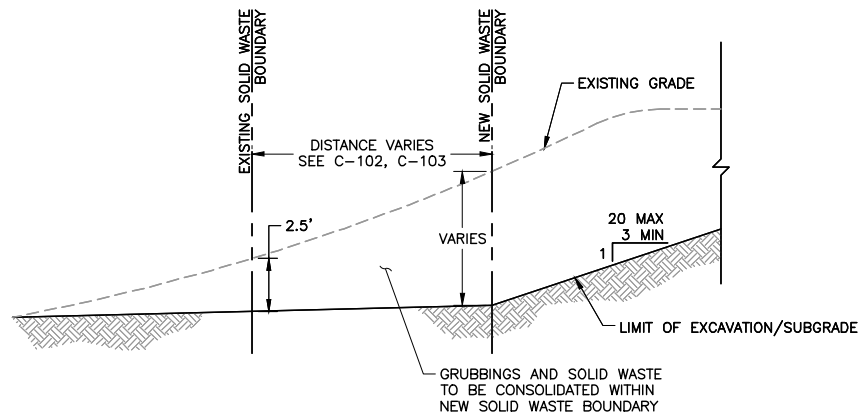 EXISTING SOLID WASTE
BOUNDARY
NEW SOLID WASTE
BOUNDARY
EXISTING GRADE
DISTANCE VARIES
SEE C-102, C-103
2.5'
VARIES
20 MAX
3 MIN
1
LIMIT OF EXCAVATION/SUBGRADE
GRUBBINGS AND SOLID WASTE
TO BE CONSOLIDATED WITHIN
NEW SOLID WASTE BOUNDARY